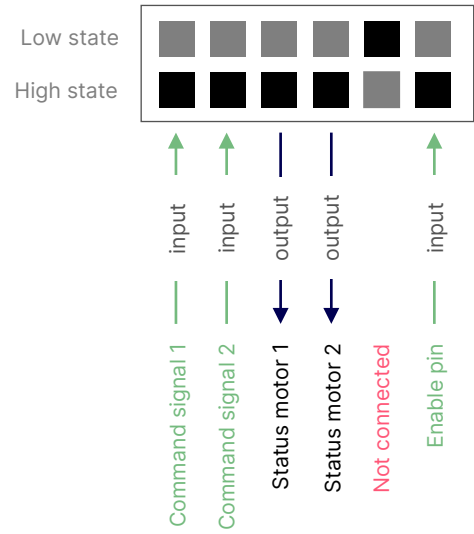 Low state
High state
input
input
output
output
input
Command signal 1
Command signal 2
Status motor 1
Status motor 2
Not connected
Enable pin